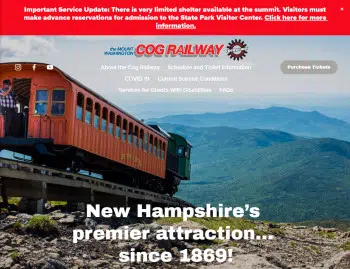 Important Service Update: There is very limited shelter available at the summit. Visitors must
make advance reservations for admission to the State Park Visitor Center. Click here for more
information.
the MOUNT
WASHINGTON
COG RAILWAY
About the Cog Railway
Schedule and Ticket Information
Purchase Tickets
COVID 19
Current Summit Conditions
Services for Guests With Disabilities
FAQs
New Hampshire's
premier attraction...
since 1869!